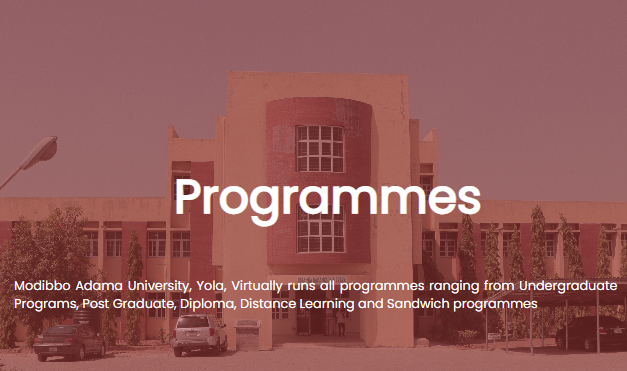 Programmes
Modibbo Adama University, Yola, Virtually runs all programmes ranging from Undergraduate
Programs, Post Graduate, Diploma, Distance Learning and Sandwich programmes